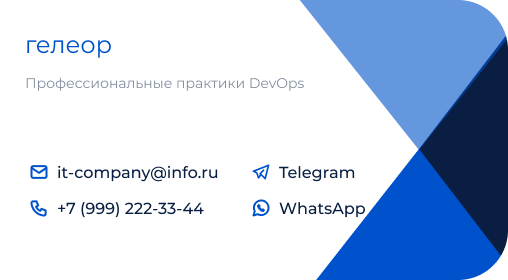 гелеор
Профессиональные практики DevOps
it-company@info.ru
Telegram
+7 (999) 222-33-44
WhatsApp